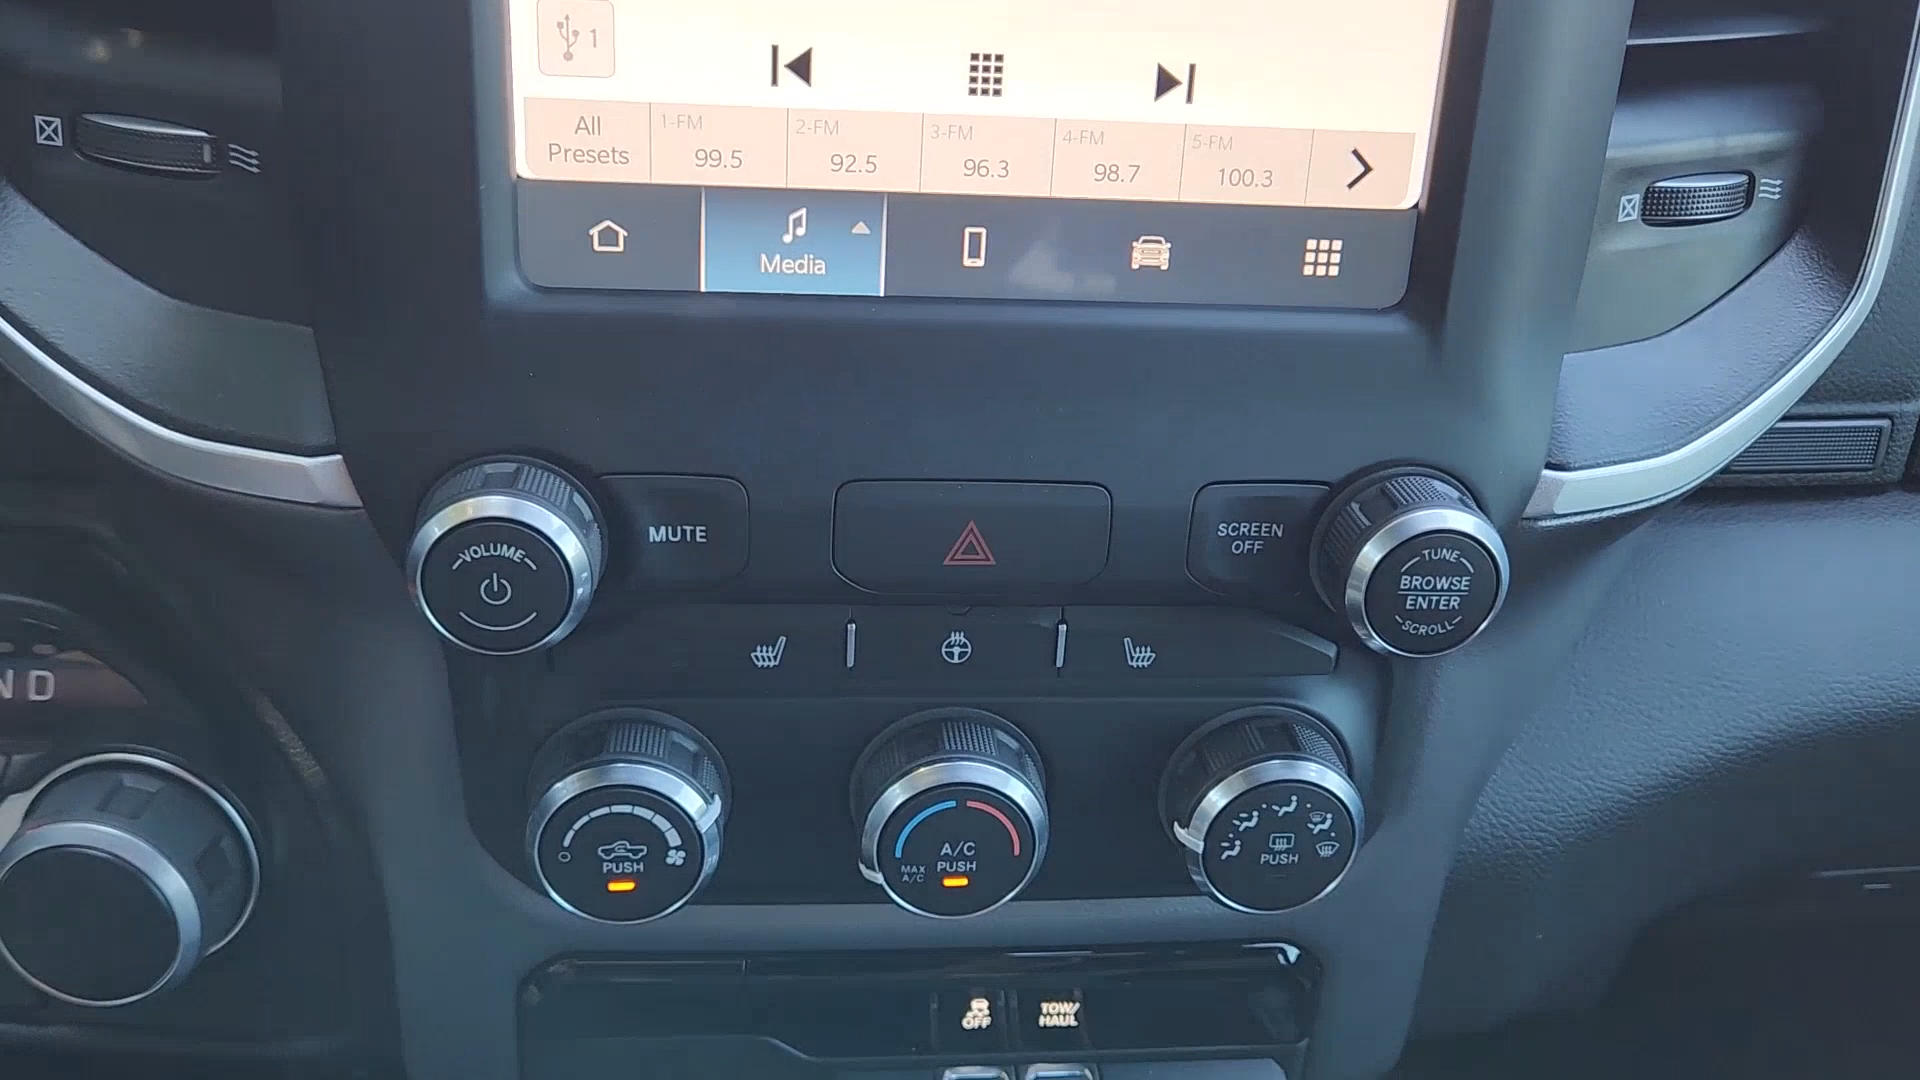 1
All
Presets
1-FM
99.5
2-FM
92.5
3-FM
96.3
4-FM
98.7
5-FM
100.3
Media
VOLUME
MUTE
SCREEN
OFF
TUNE
BROWSE
ENTER
SCROLL
N D
PUSH
A/C
PUSH
MAX
A/C
PUSH
OFF
TOW/
HAUL